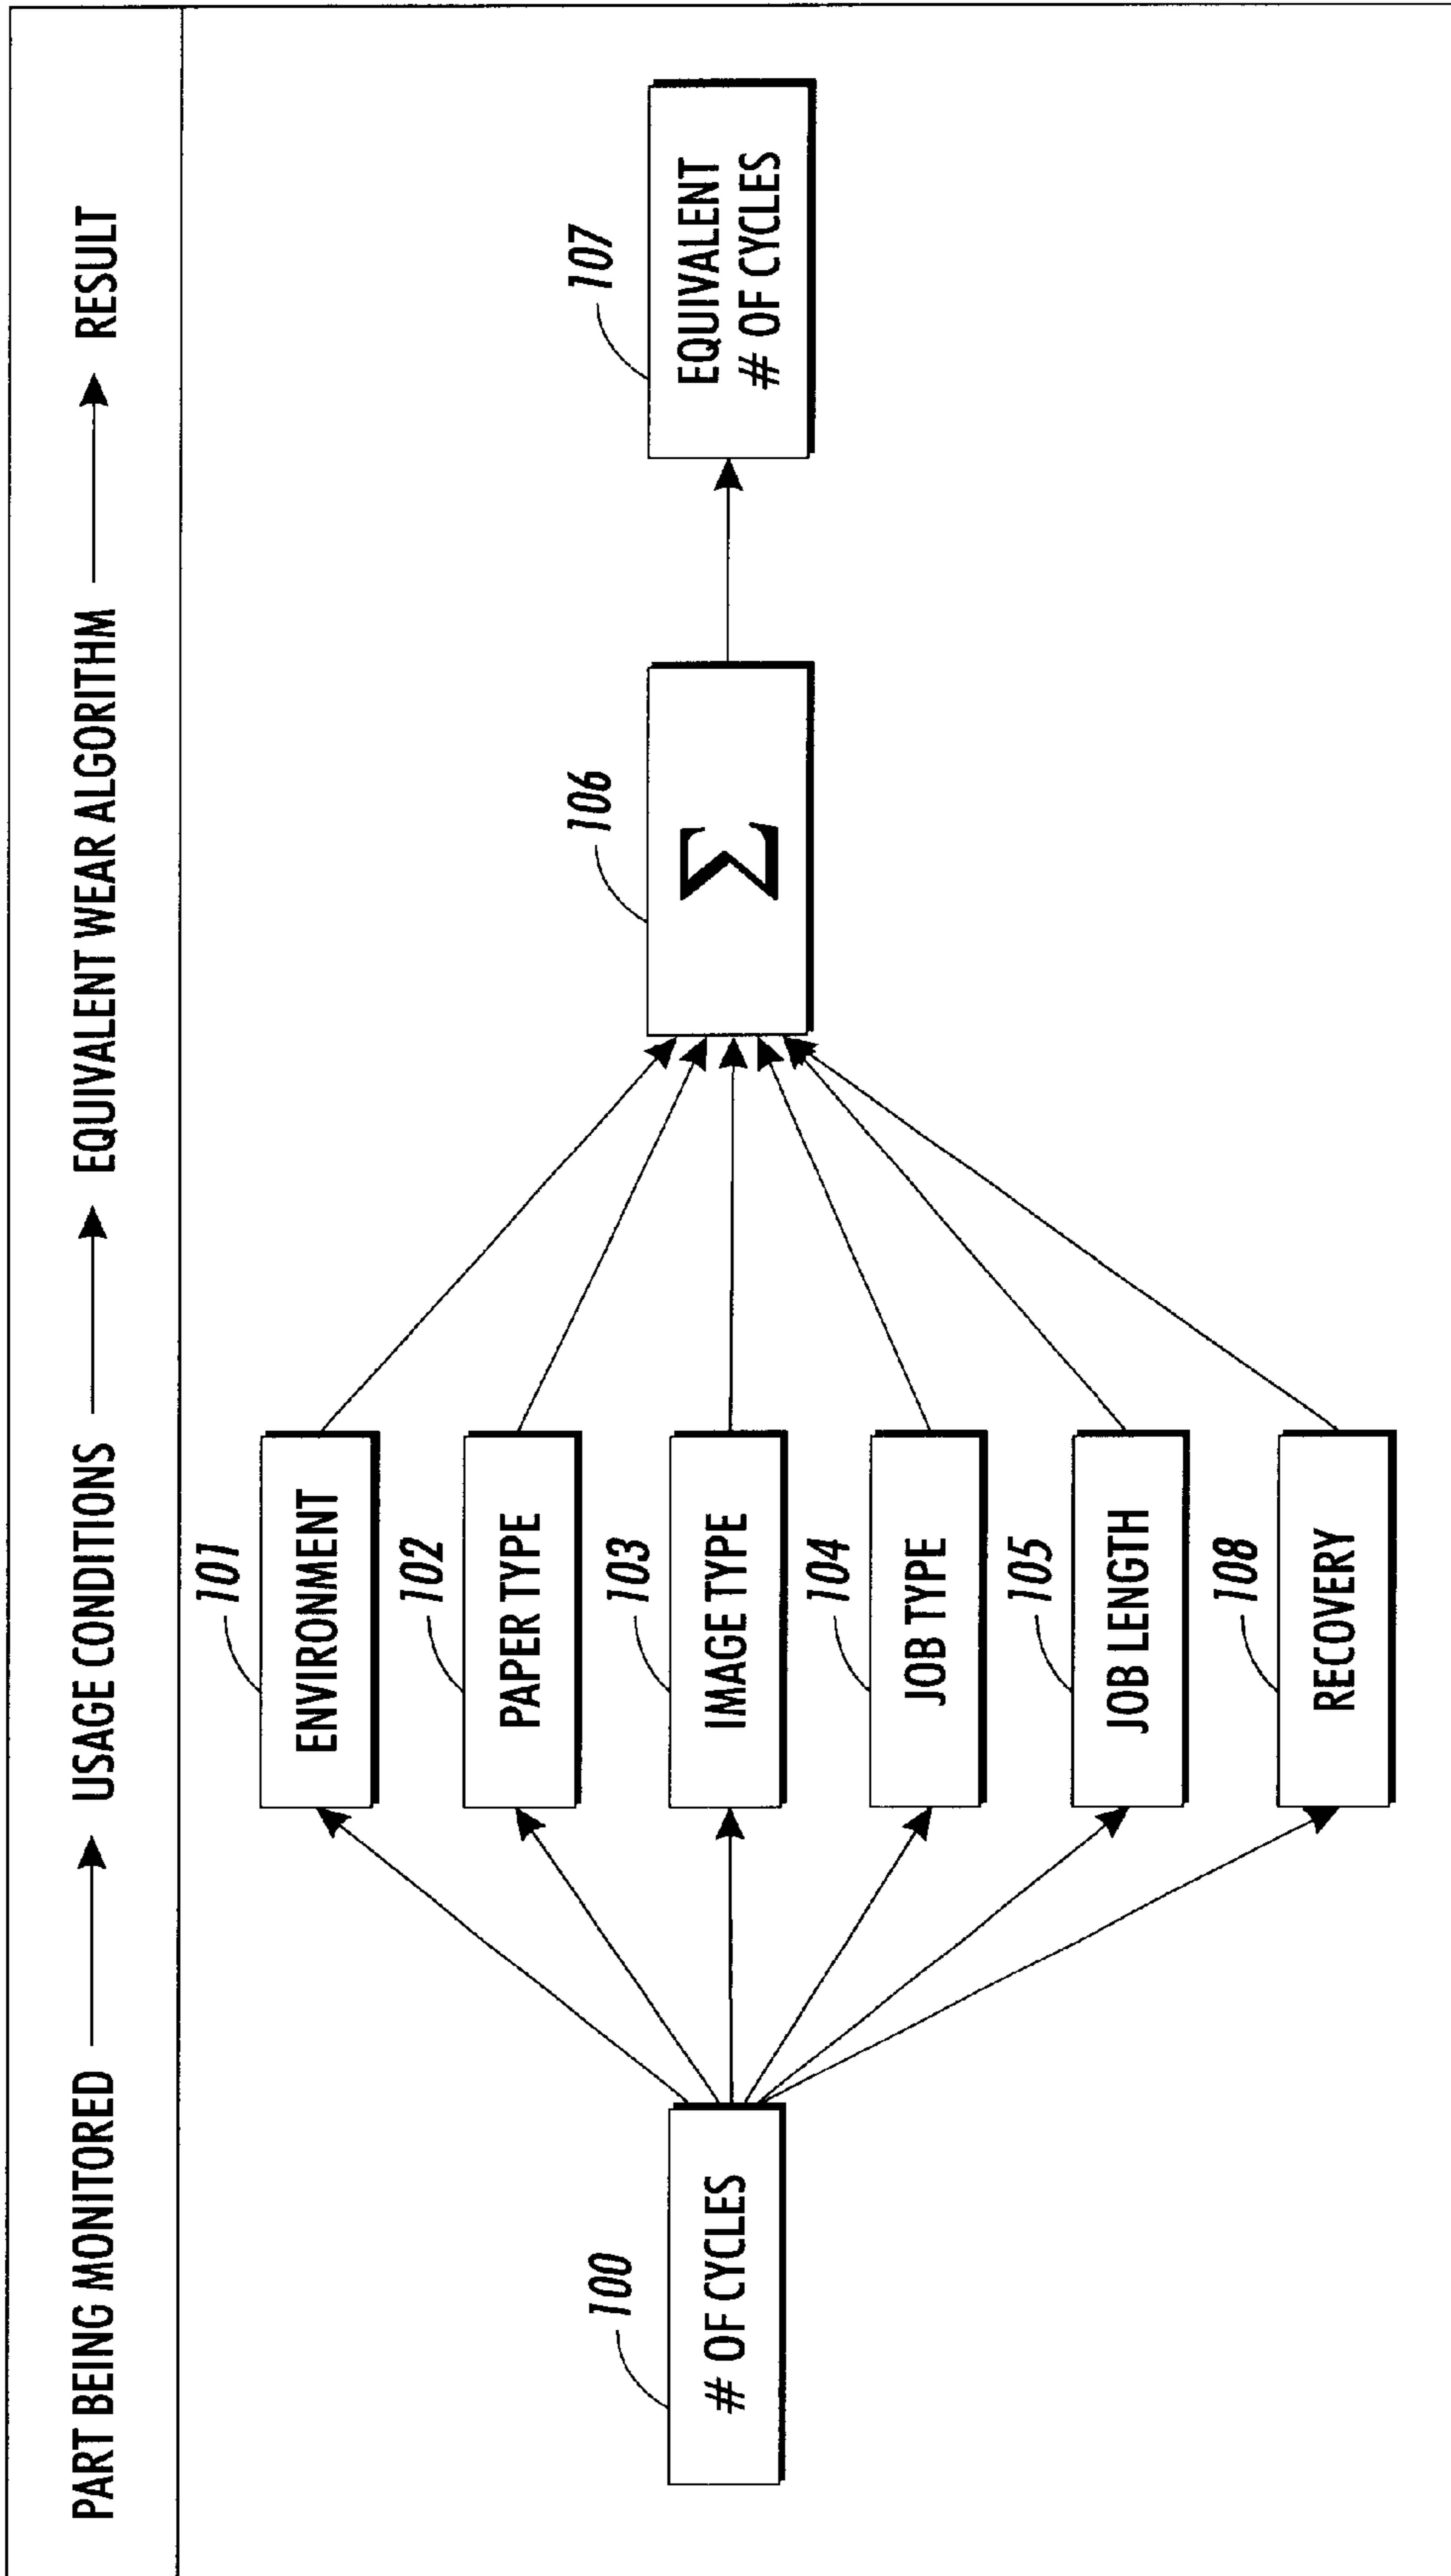 PART BEING MONITORED → USAGE CONDITIONS → EQUIVALENT WEAR ALGORITHM → RESULT
100
# OF CYCLES
101
ENVIRONMENT
102
PAPER TYPE
103
IMAGE TYPE
104
JOB TYPE
105
JOB LENGTH
108
RECOVERY
106
Σ
107
EQUIVALENT
# OF CYCLES